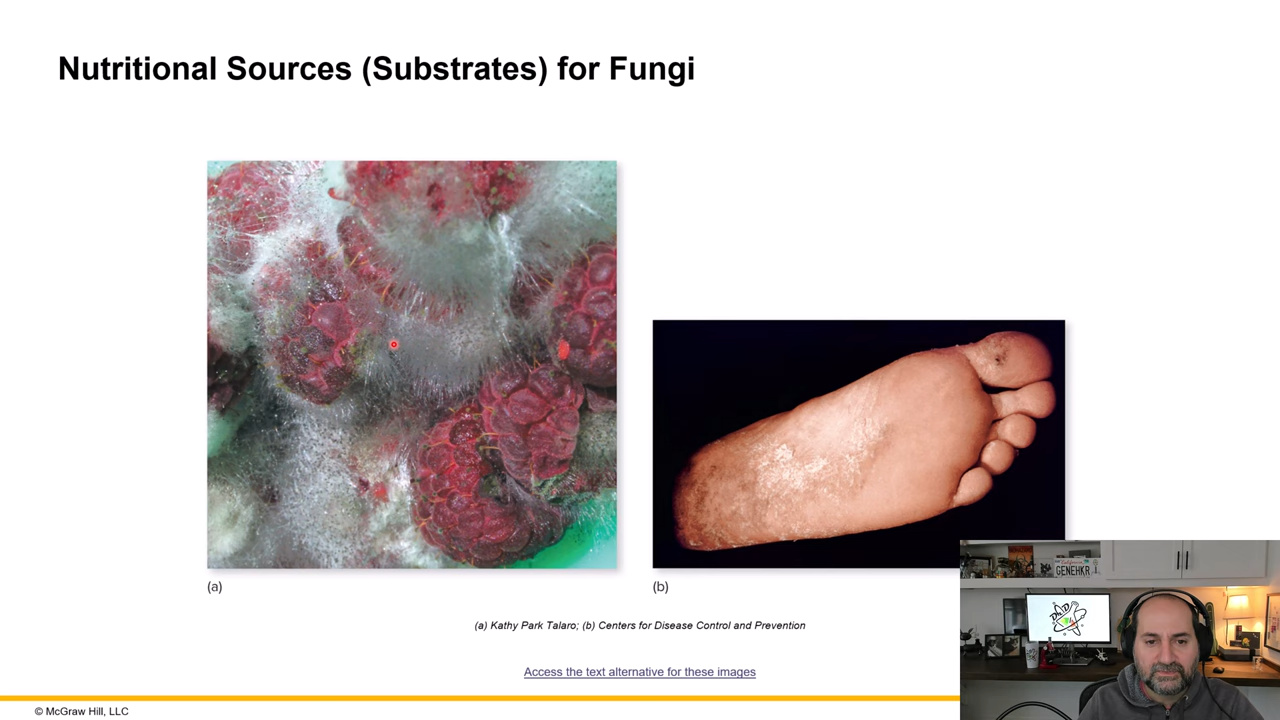 Nutritional Sources (Substrates) for Fungi
(a)
(b)
(a) Kathy Park Talaro; (b) Centers for Disease Control and Prevention
Access the text alternative for these images
© McGraw Hill, LLC
GENEHKR